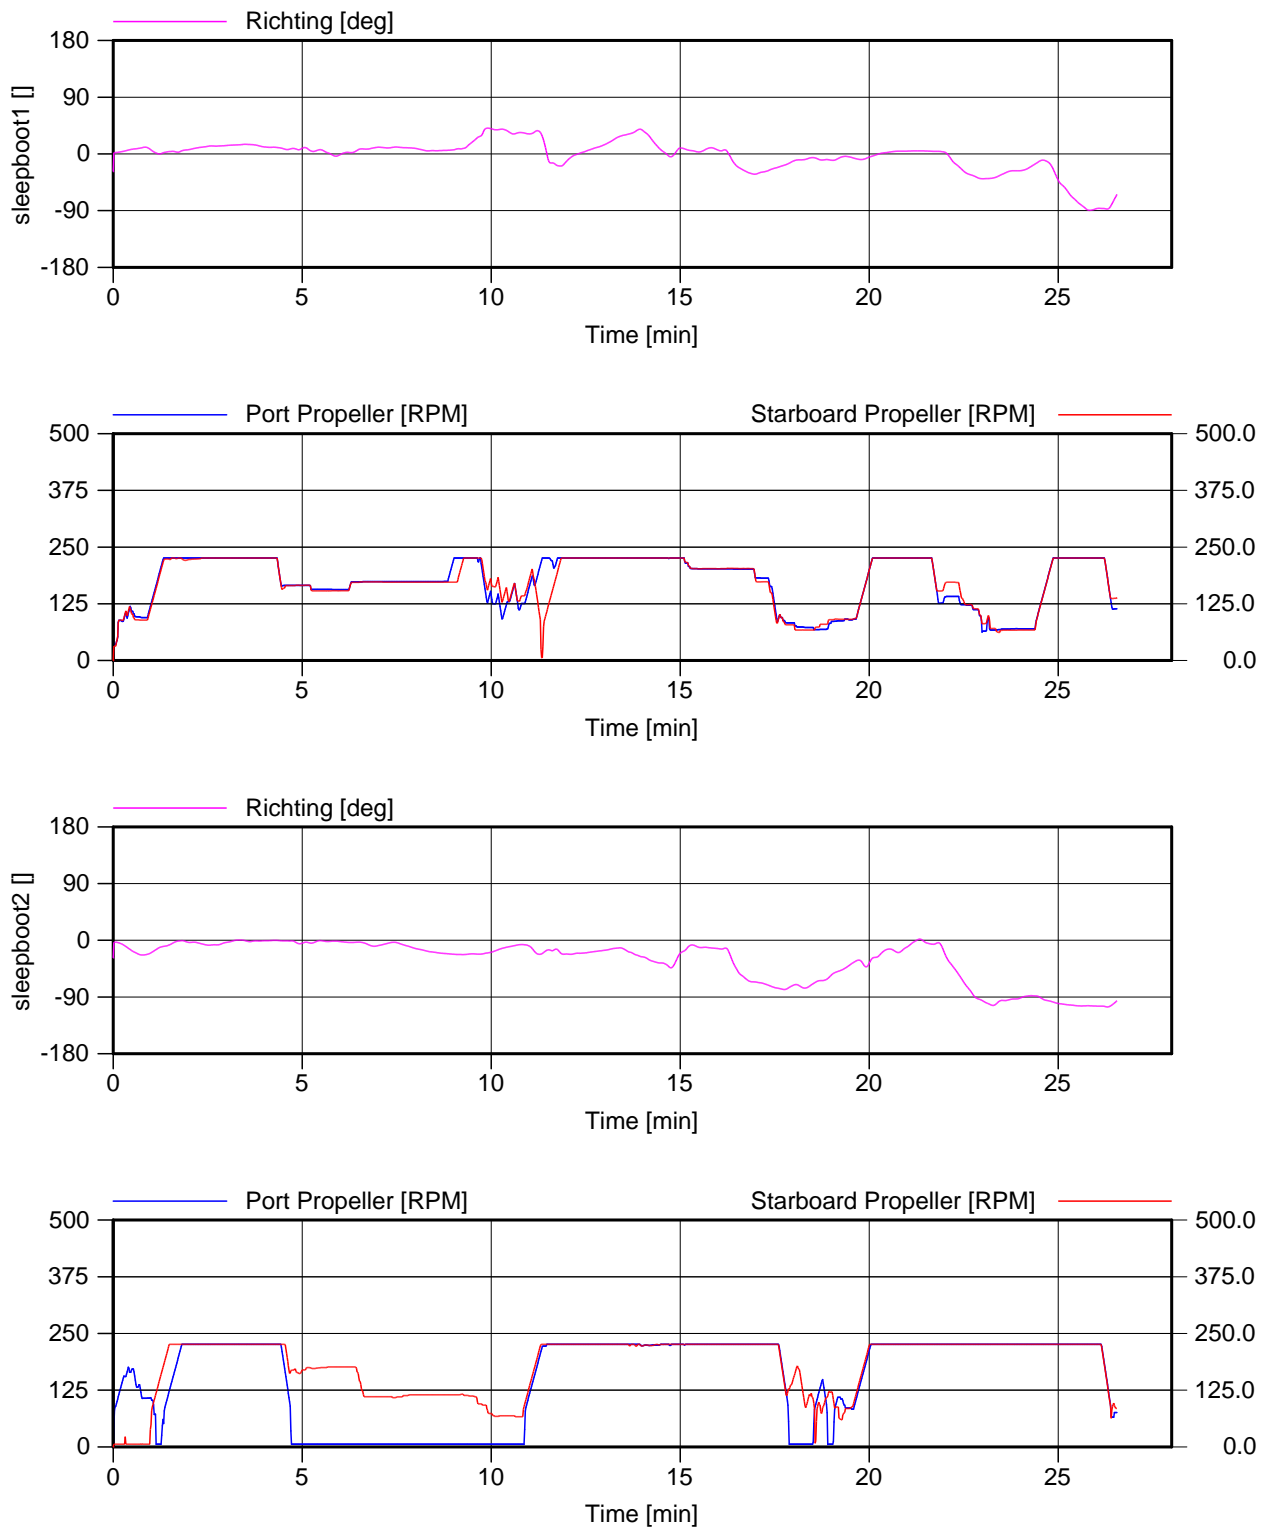 Richting [deg]
180
90
0
-90
-180
sleepboot1 []
0 5 10 15 20 25
Time [min]
Port Propeller [RPM] Starboard Propeller [RPM]
500 500.0
375 375.0
250 250.0
125 125.0
0 0.0
0 5 10 15 20 25
Time [min]
Richting [deg]
180
90
0
-90
-180
sleepboot2 []
0 5 10 15 20 25
Time [min]
Port Propeller [RPM] Starboard Propeller [RPM]
500 500.0
375 375.0
250 250.0
125 125.0
0 0.0
0 5 10 15 20 25
Time [min]